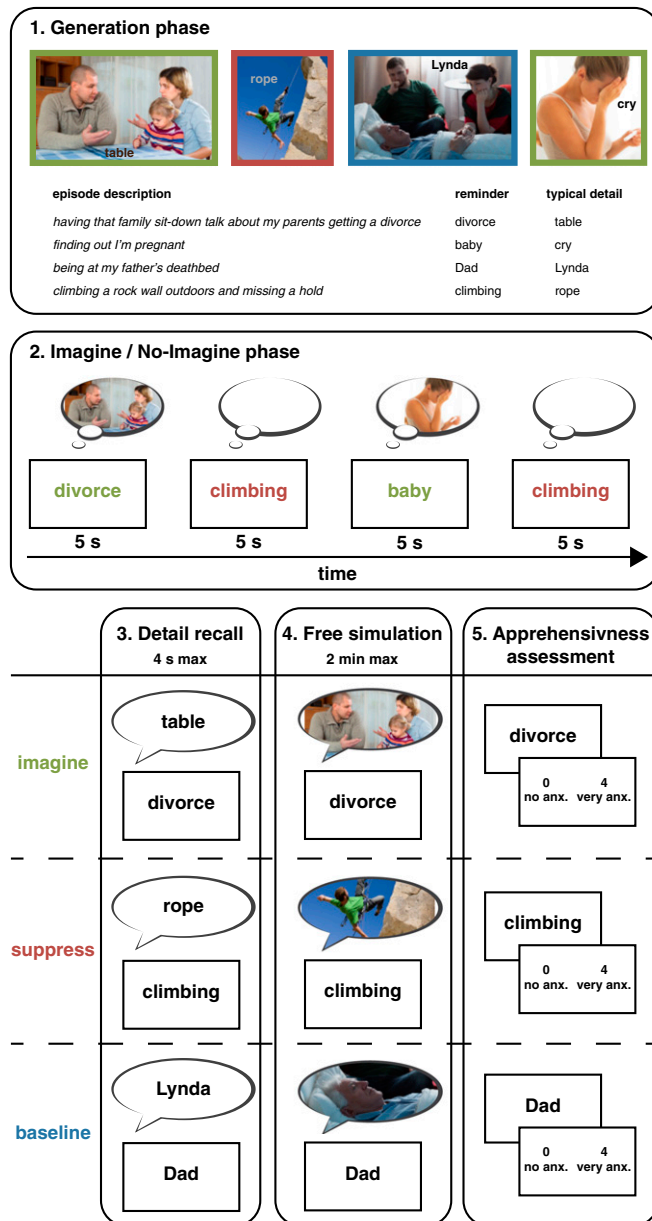 1. Generation phase
table
rope
Lynda
cry
episode description reminder typical detail
having that family sit-down talk about my parents getting a divorce divorce table
finding out I'm pregnant baby cry
being at my father's deathbed Dad Lynda
climbing a rock wall outdoors and missing a hold climbing rope
2. Imagine / No-Imagine phase
divorce climbing baby climbing
5 s 5 s 5 s 5 s
time
3. Detail recall
4 s max
4. Free simulation
2 min max
5. Apprehensivness
assessment
imagine
table
divorce
divorce
divorce
0 4
no anx. very anx.
suppress
rope
climbing
climbing
climbing
0 4
no anx. very anx.
baseline
Lynda
Dad
Dad
Dad
0 4
no anx. very anx.